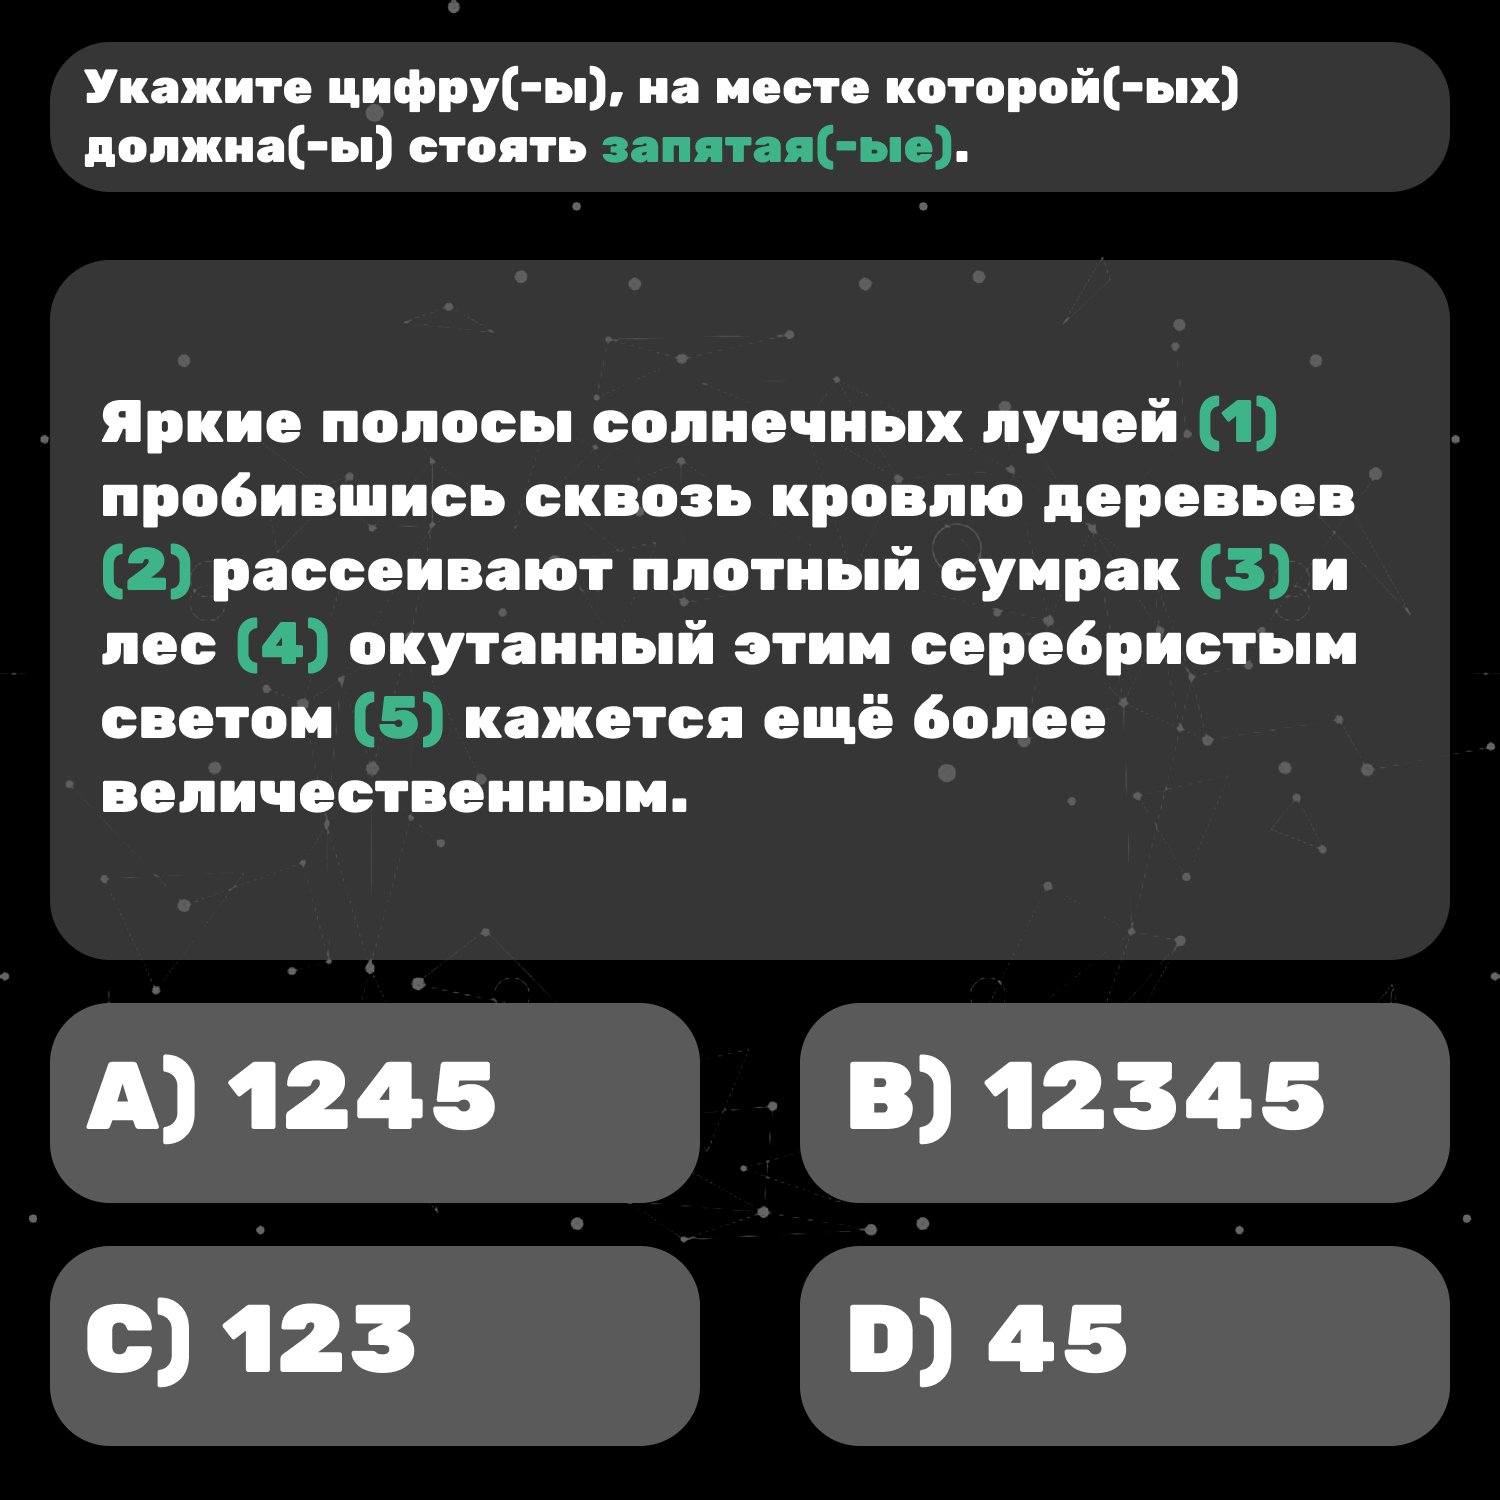 Укажите цифру(-ы), на месте которой(-ых)
должна(-ы) стоять запятая(-ые).
Яркие полосы солнечных лучей (1)
пробившись сквозь кровлю деревьев
(2) рассеивают плотный сумрак (3) и
лес (4) окутанный этим серебристым
светом (5) кажется ещё более
величественным.
A) 1245
B) 12345
C) 123
D) 45